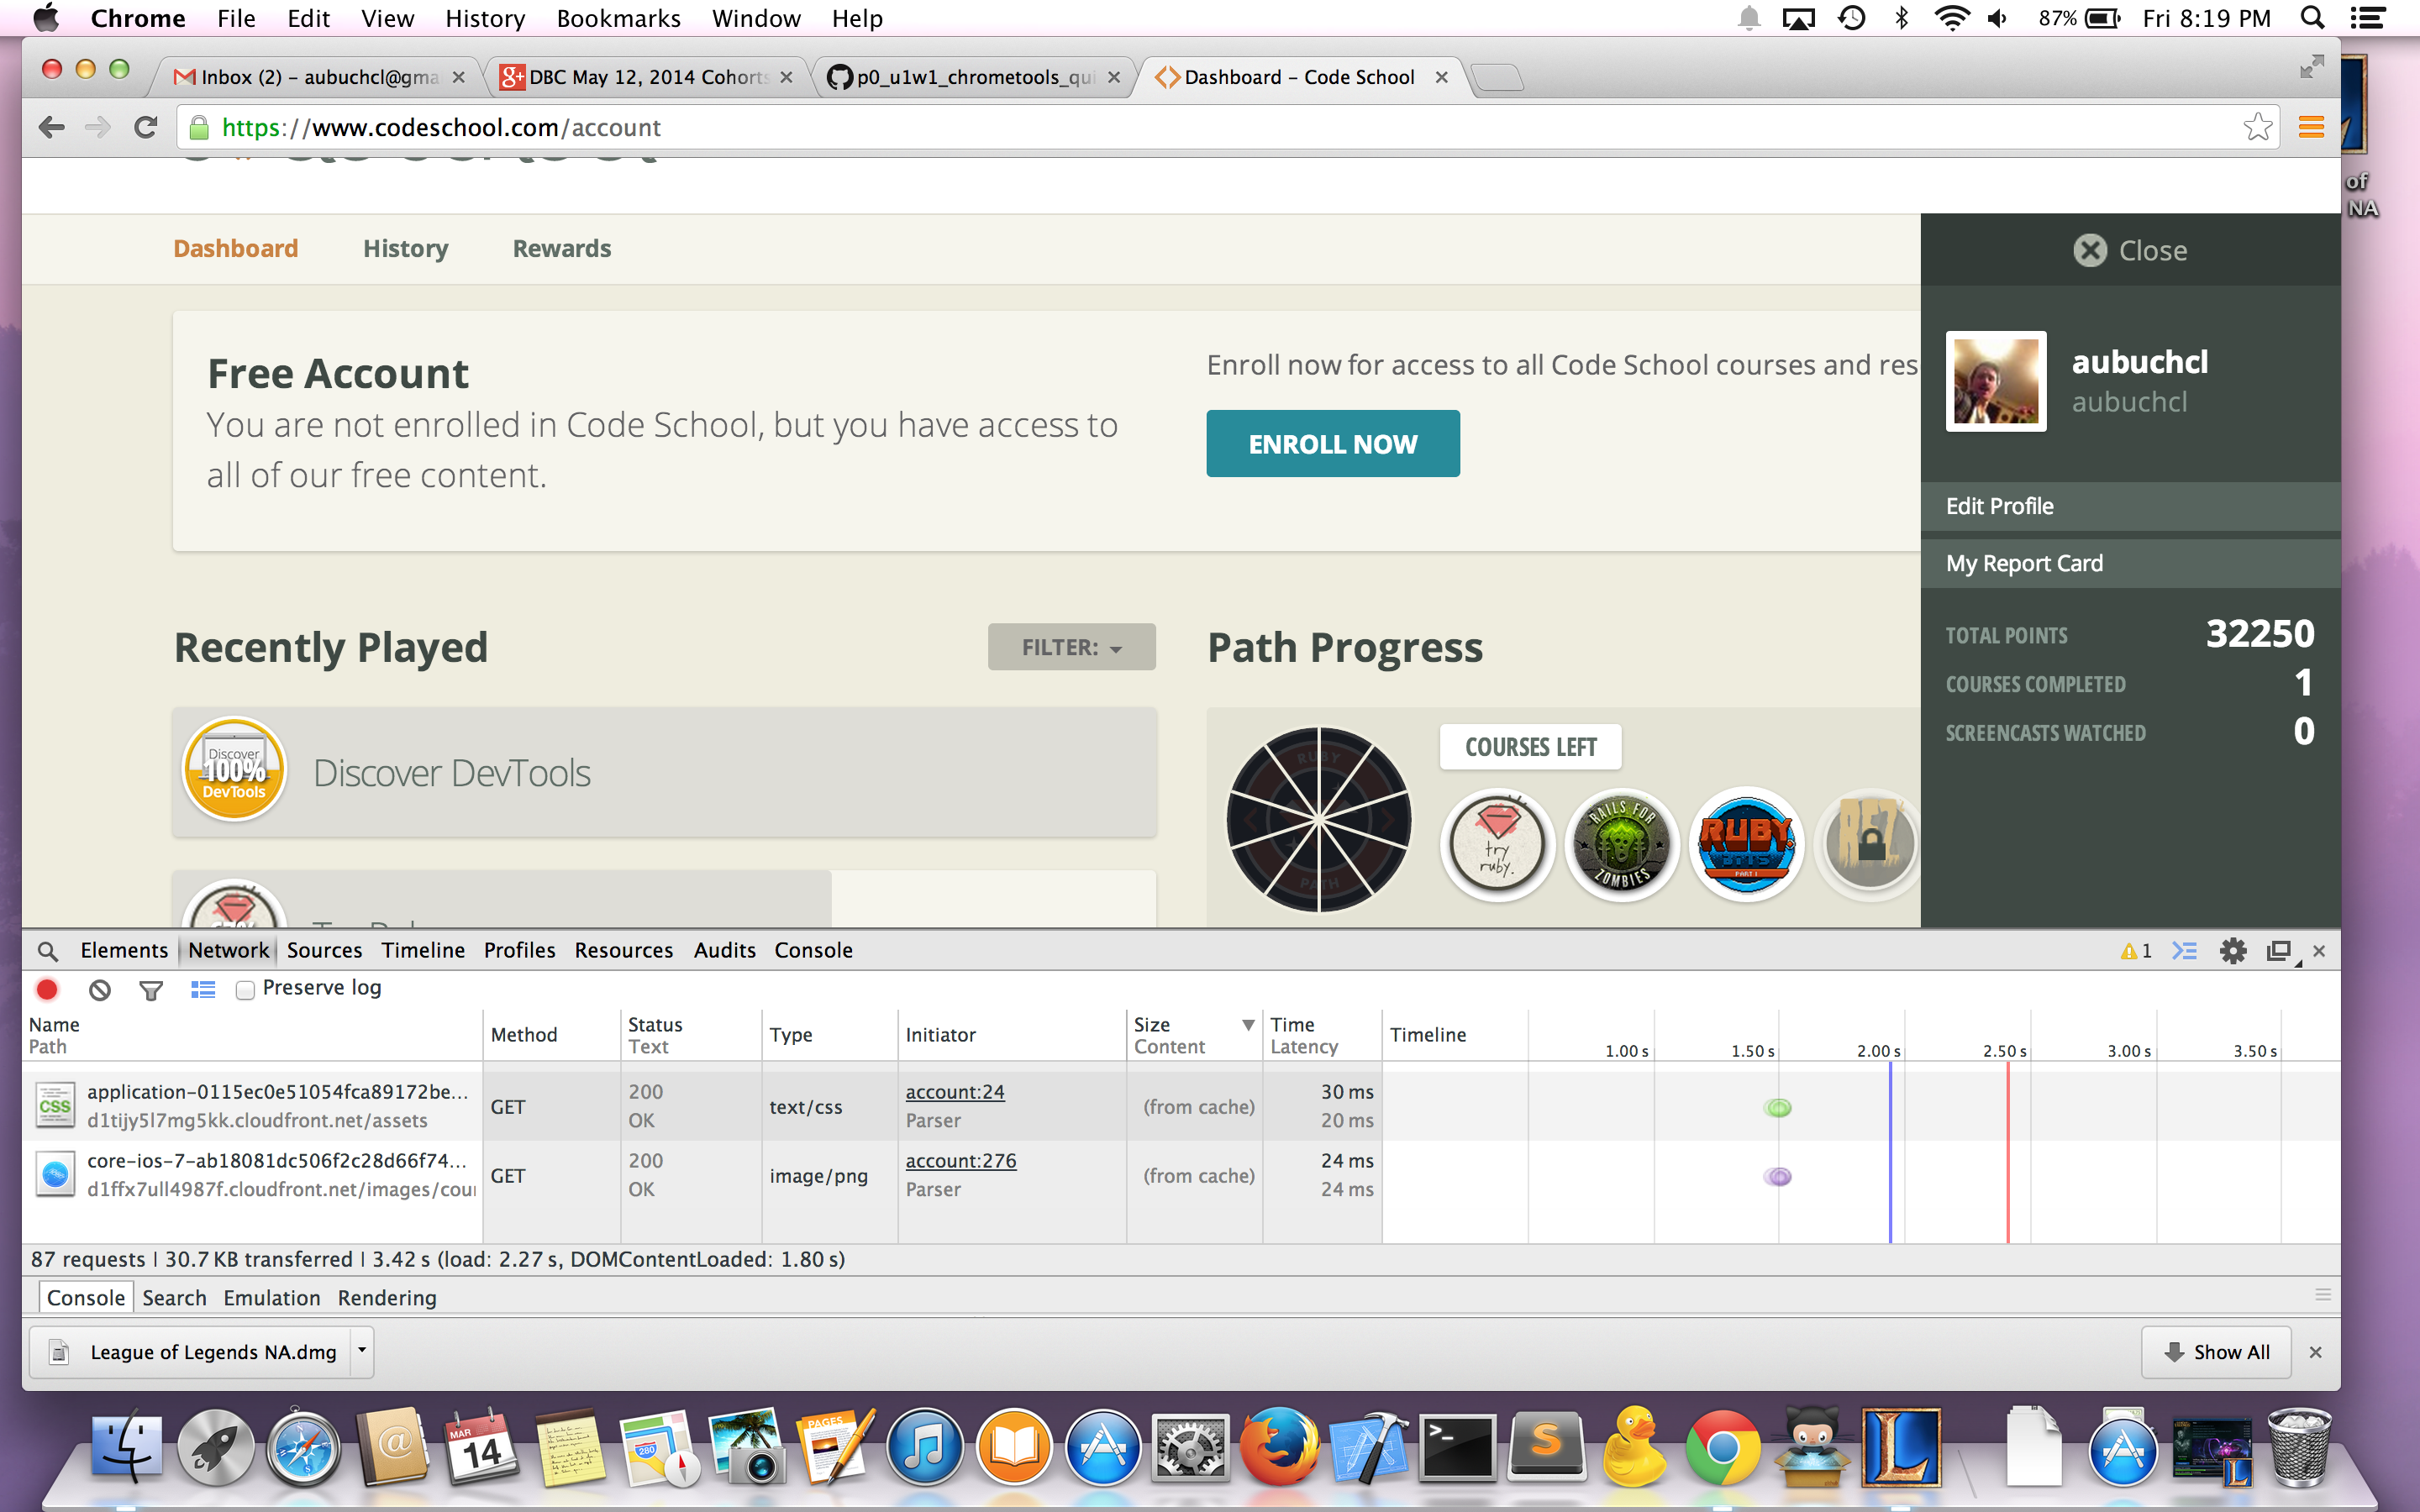 Chrome File Edit View History Bookmarks Window Help
87% Fri 8:19 PM
Inbox (2) – aubuchcl@gma
DBC May 12, 2014 Cohorts
p0_u1w1_chrometools_qui
Dashboard – Code School
https://www.codeschool.com/account
of
NA
Dashboard History Rewards
Close
Free Account
You are not enrolled in Code School, but you have access to
all of our free content.
Enroll now for access to all Code School courses and res
ENROLL NOW
aubuchcl
aubuchcl
Edit Profile
My Report Card
TOTAL POINTS 32250
COURSES COMPLETED 1
SCREENCASTS WATCHED 0
Recently Played
FILTER:
Discover
100%
DevTools
Discover DevTools
Path Progress
RUBY
PATH
COURSES LEFT
try
ruby.
RAILS FOR
ZOMBIES
RUBY
BITS
PART I
Elements Network Sources Timeline Profiles Resources Audits Console
1
Preserve log
Name
Path
Method
Status
Text
Type
Initiator
Size
Content
Time
Latency
Timeline
1.00 s 1.50 s 2.00 s 2.50 s 3.00 s 3.50 s
CSS
application-0115ec0e51054fca89172be...
d1tijy5l7mg5kk.cloudfront.net/assets
GET
200
OK
text/css
account:24
Parser
(from cache)
30 ms
20 ms
core-ios-7-ab18081dc506f2c28d66f74...
d1ffx7ull4987f.cloudfront.net/images/cour
GET
200
OK
image/png
account:276
Parser
(from cache)
24 ms
24 ms
87 requests | 30.7 KB transferred | 3.42 s (load: 2.27 s, DOMContentLoaded: 1.80 s)
Console Search Emulation Rendering
League of Legends NA.dmg
Show All
MAR
14
280
PAGES